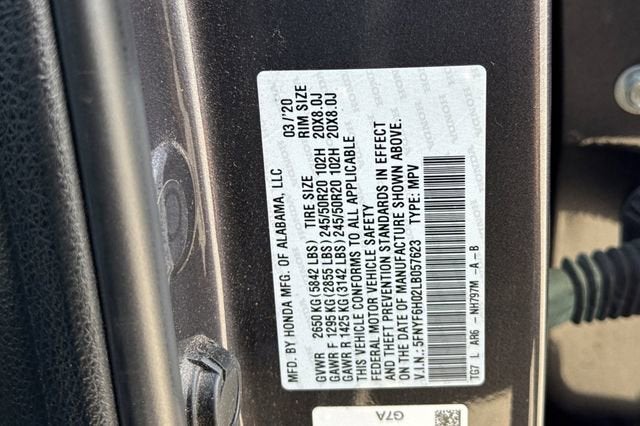 MFD. BY HONDA MFG. OF ALABAMA, LLC 03/'20
TIRE SIZE RIM SIZE
GVWR 2650 KG (5842 LBS)
GAWR F 1295 KG (2855 LBS) 245/50R20 102H 20X8.0J
GAWR R 1425 KG (3142 LBS) 245/50R20 102H 20X8.0J
THIS VEHICLE CONFORMS TO ALL APPLICABLE
FEDERAL MOTOR VEHICLE SAFETY
AND THEFT PREVENTION STANDARDS IN EFFECT
ON THE DATE OF MANUFACTURE SHOWN ABOVE.
V.I.N.: 5FNYF6H02LB057623 TYPE: MPV
TG7 L AR6 - NH797M -A-B
G7A